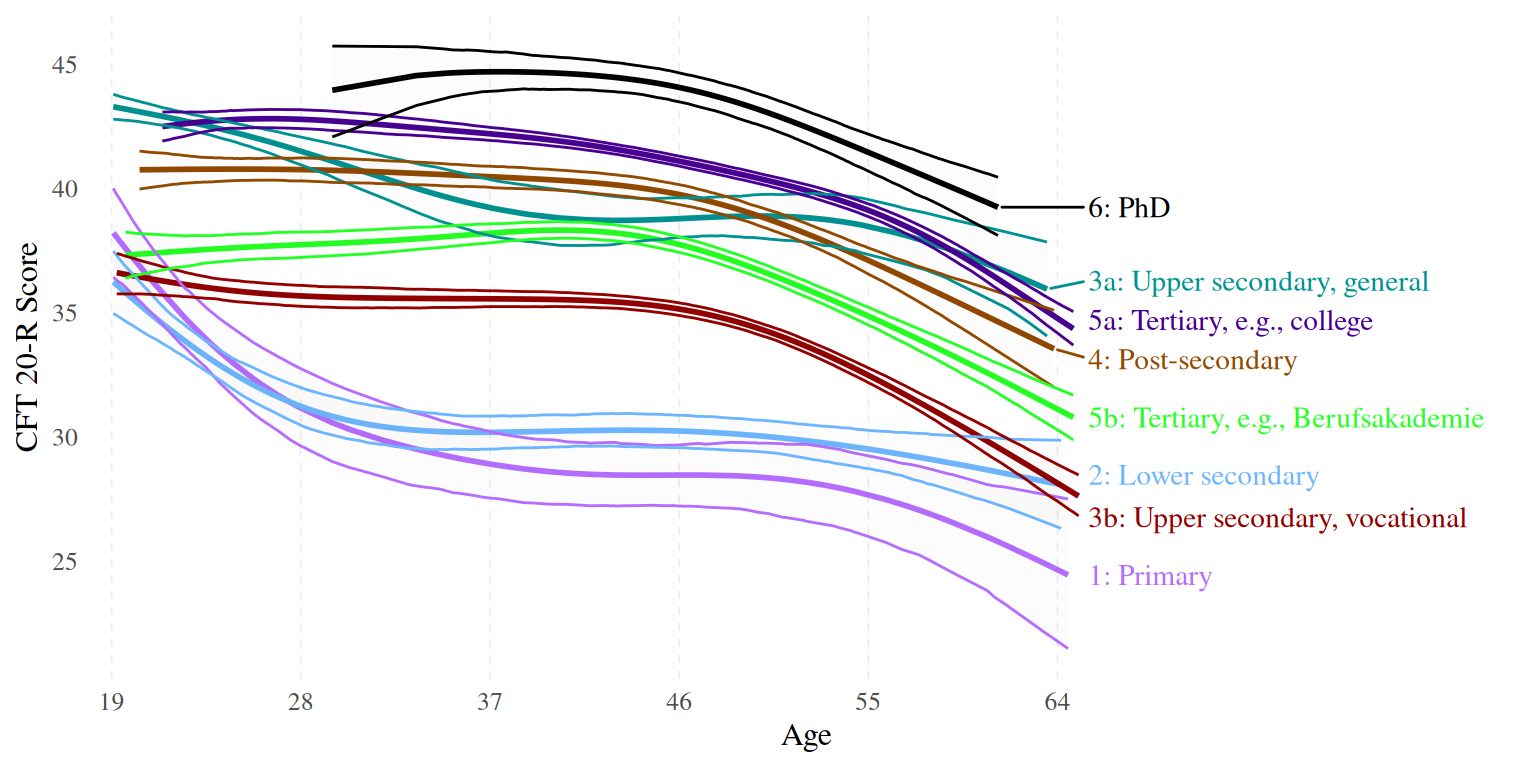 45
40
35
30
25
CFT 20-R Score
6: PhD
3a: Upper secondary, general
5a: Tertiary, e.g., college
4: Post-secondary
5b: Tertiary, e.g., Berufsakademie
2: Lower secondary
3b: Upper secondary, vocational
1: Primary
19 28 37 46 55 64
Age